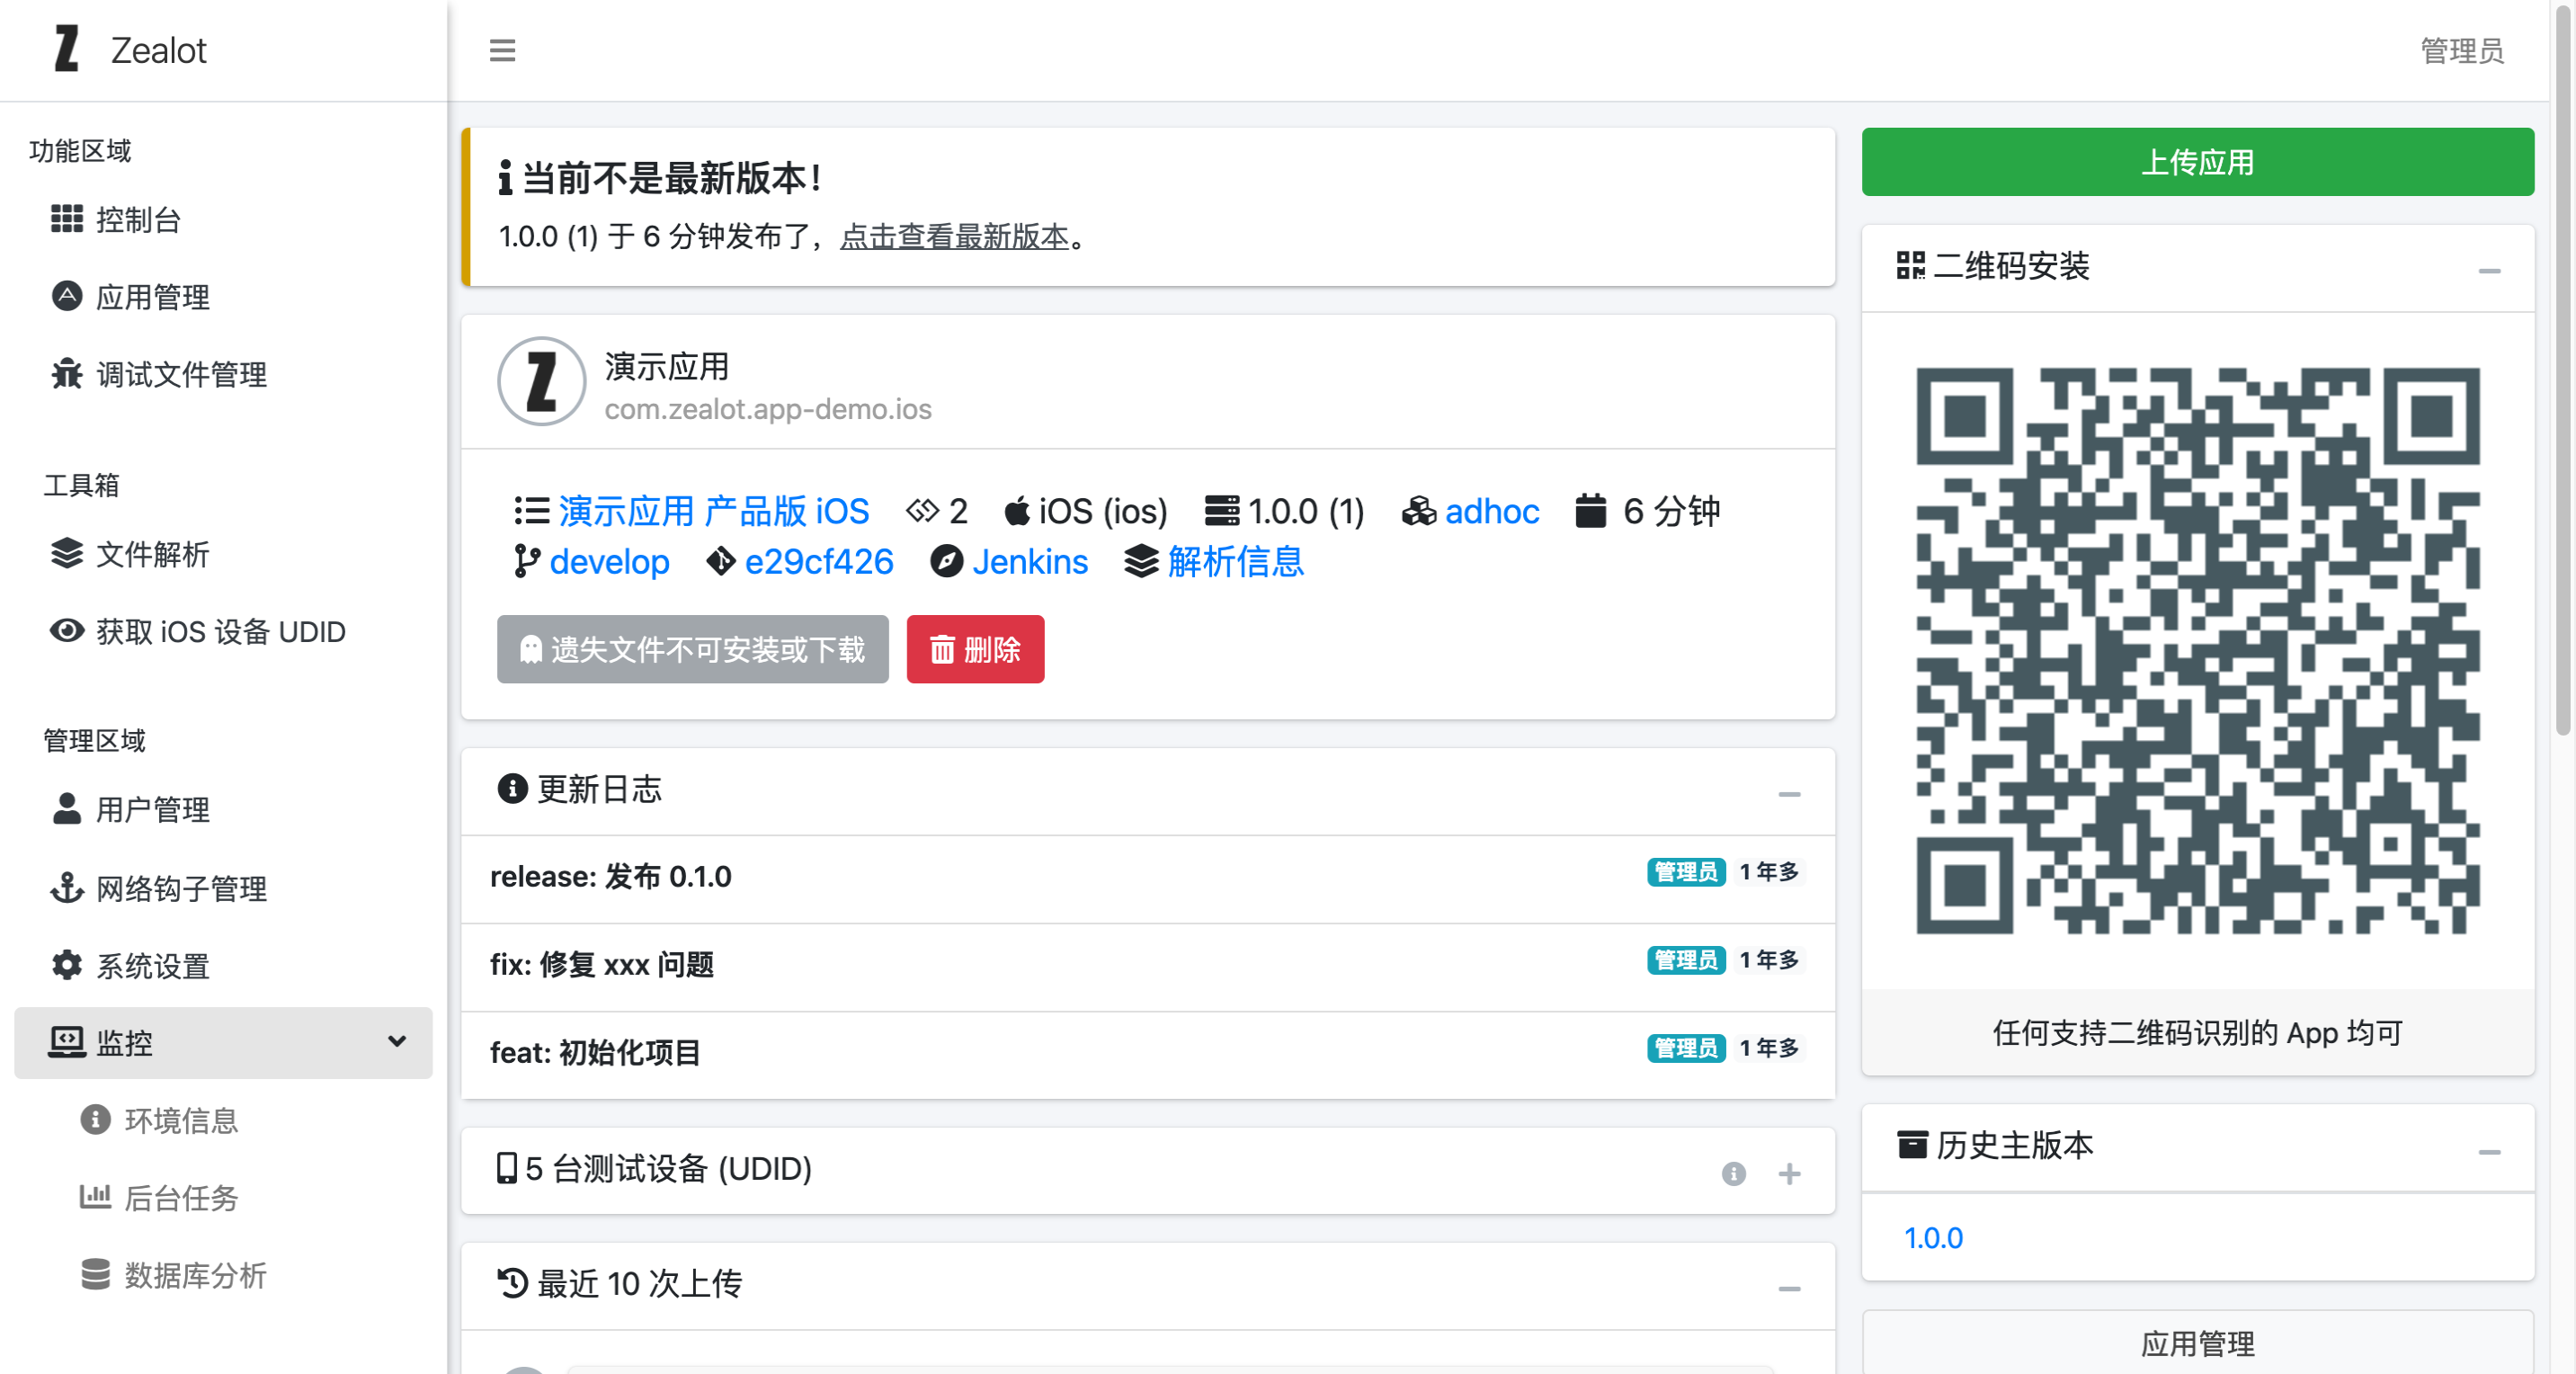 Zealot
管理员
功能区域
控制台
应用管理
调试文件管理
工具箱
文件解析
获取 iOS 设备 UDID
管理区域
用户管理
网络钩子管理
系统设置
监控
环境信息
后台任务
数据库分析
当前不是最新版本！
1.0.0 (1) 于 6 分钟发布了，点击查看最新版本。
演示应用
com.zealot.app-demo.ios
演示应用 产品版 iOS 2 iOS (ios) 1.0.0 (1) adhoc 6 分钟
develop e29cf426 Jenkins 解析信息
遗失文件不可安装或下载 删除
更新日志
release: 发布 0.1.0 管理员 1 年多
fix: 修复 xxx 问题 管理员 1 年多
feat: 初始化项目 管理员 1 年多
5 台测试设备 (UDID)
最近 10 次上传
上传应用
二维码安装
任何支持二维码识别的 App 均可
历史主版本
1.0.0
应用管理